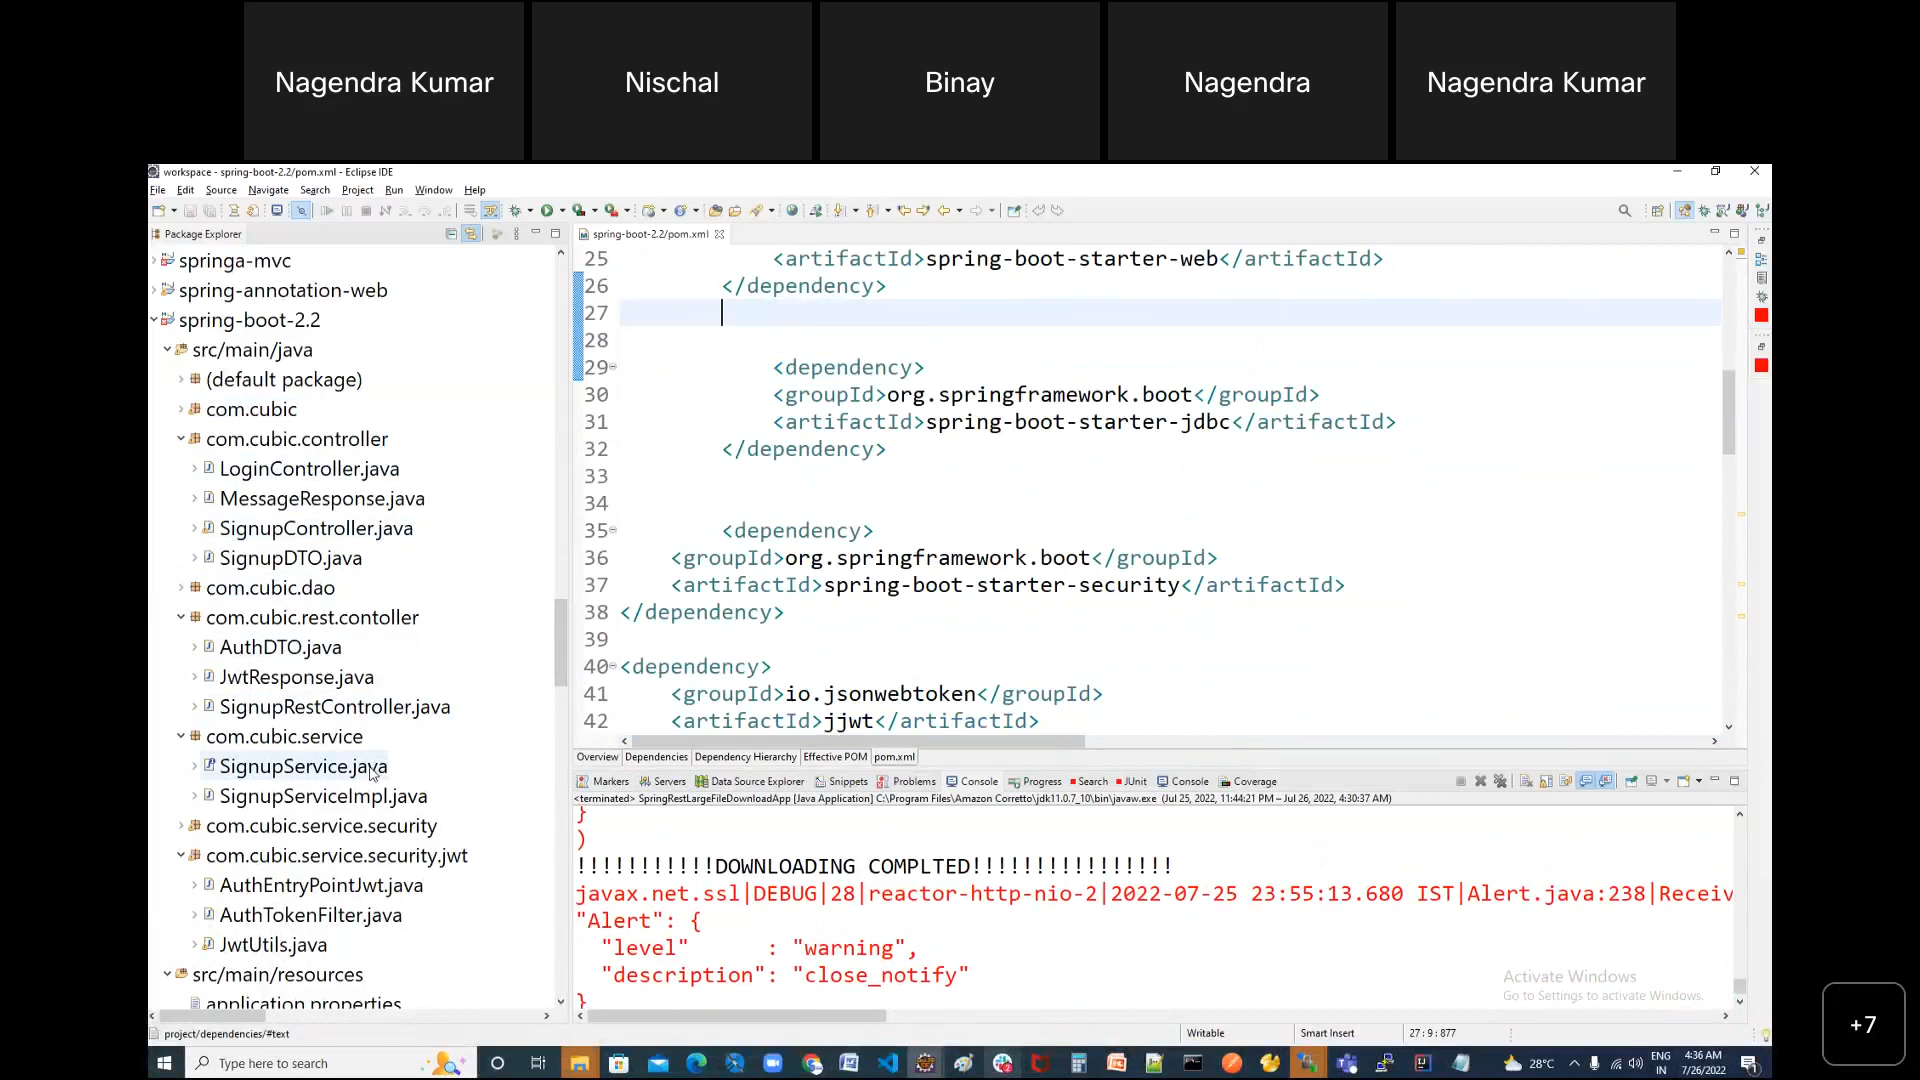 Nagendra Kumar
Nischal
Binay
Nagendra
Nagendra Kumar
workspace - spring-boot-2.2/pom.xml - Eclipse IDE
File Edit Source Navigate Search Project Run Window Help
Package Explorer
springa-mvc
spring-annotation-web
spring-boot-2.2
src/main/java
(default package)
com.cubic
com.cubic.controller
LoginController.java
MessageResponse.java
SignupController.java
SignupDTO.java
com.cubic.dao
com.cubic.rest.contoller
AuthDTO.java
JwtResponse.java
SignupRestController.java
com.cubic.service
SignupService.java
SignupServiceImpl.java
com.cubic.service.security
com.cubic.service.security.jwt
AuthEntryPointJwt.java
AuthTokenFilter.java
JwtUtils.java
src/main/resources
application.properties
spring-boot-2.2/pom.xml
25 <artifactId>spring-boot-starter-web</artifactId>
26 </dependency>
27
28
29 <dependency>
30 <groupId>org.springframework.boot</groupId>
31 <artifactId>spring-boot-starter-jdbc</artifactId>
32 </dependency>
33
34
35 <dependency>
36 <groupId>org.springframework.boot</groupId>
37 <artifactId>spring-boot-starter-security</artifactId>
38 </dependency>
39
40 <dependency>
41 <groupId>io.jsonwebtoken</groupId>
42 <artifactId>jjwt</artifactId>
Overview Dependencies Dependency Hierarchy Effective POM pom.xml
Markers Servers Data Source Explorer Snippets Problems Console Progress Search JUnit Console Coverage
<terminated> SpringRestLargeFileDownloadApp [Java Application] C:\Program Files\Amazon Corretto\jdk11.0.7_10\bin\javaw.exe (Jul 25, 2022, 11:44:21 PM – Jul 26, 2022, 4:30:37 AM)
}
)
!!!!!!!!!!!DOWNLOADING COMPLTED!!!!!!!!!!!!!!!!
javax.net.ssl|DEBUG|28|reactor-http-nio-2|2022-07-25 23:55:13.680 IST|Alert.java:238|Receiv
"Alert": {
"level" : "warning",
"description": "close_notify"
}
Activate Windows
Go to Settings to activate Windows.
project/dependencies/#text
Writable
Smart Insert
27 : 9 : 877
Type here to search
28°C
ENG
IN
4:36 AM
7/26/2022
+7